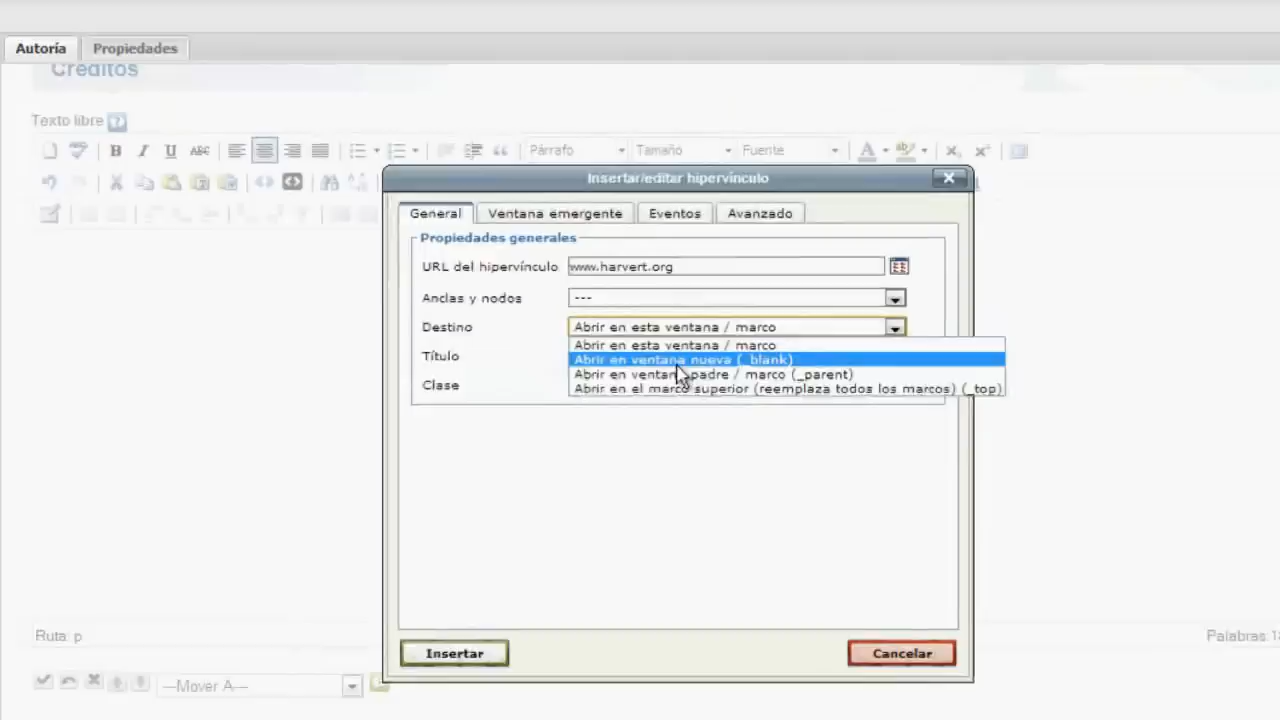 Autoría Propiedades
Créditos
Texto libre ?
B I U ABC Párrafo Tamaño Fuente A
Insertar/editar hipervínculo
General Ventana emergente Eventos Avanzado
Propiedades generales
URL del hipervínculo www.harvert.org
Anclas y nodos ---
Destino Abrir en esta ventana / marco
Abrir en esta ventana / marco
Abrir en ventana nueva (_blank)
Título
Abrir en ventana padre / marco (_parent)
Clase
Abrir en el marco superior (reemplaza todos los marcos) (_top)
Ruta: p
Palabras:18
Insertar Cancelar
---Mover A---